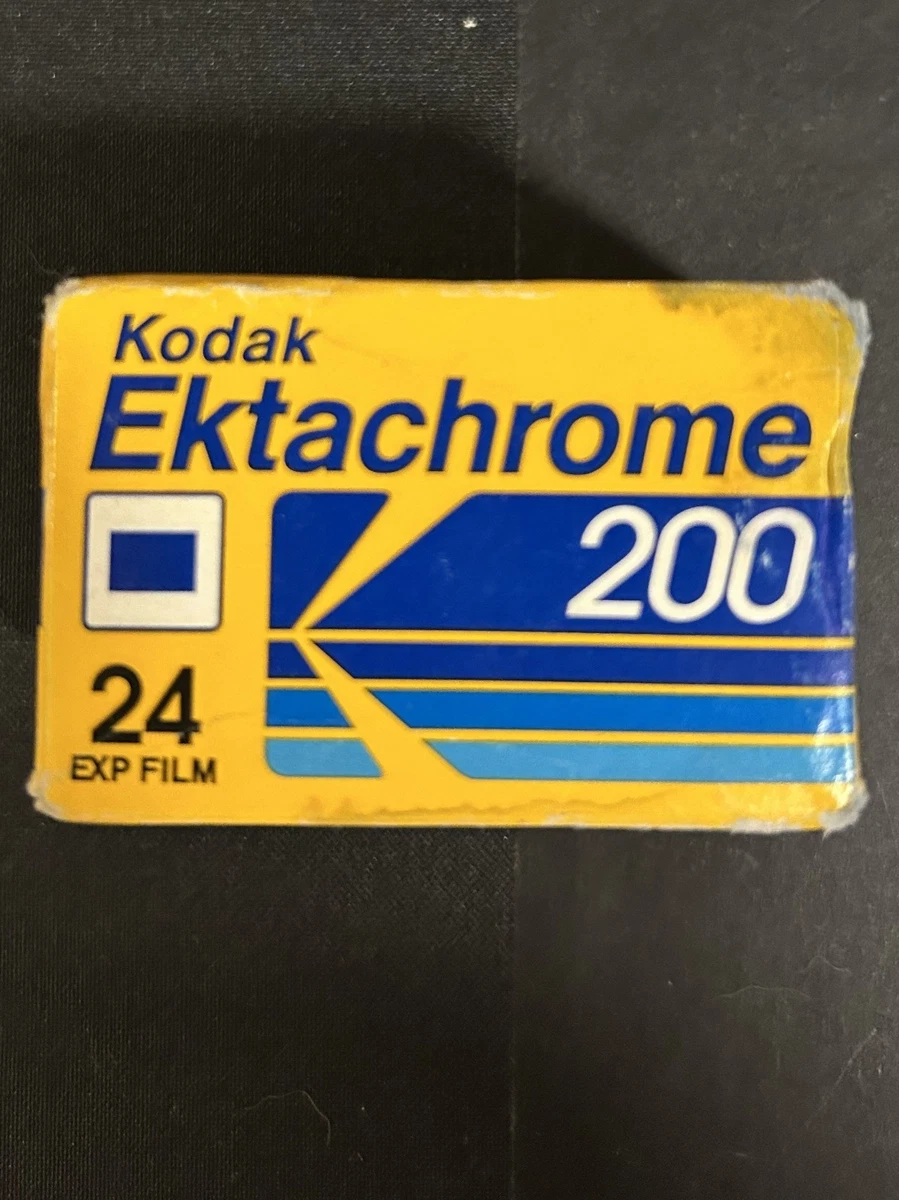 Kodak
Ektachrome
200
24
EXP FILM